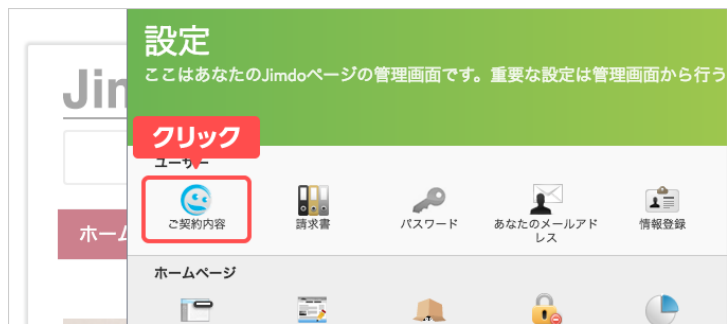 設定
ここはあなたのJimdoページの管理画面です。重要な設定は管理画面から行う
Jim
クリック
ユーザー
ご契約内容
請求書
パスワード
あなたのメールアド
レス
情報登録
ホーム
ホームページ